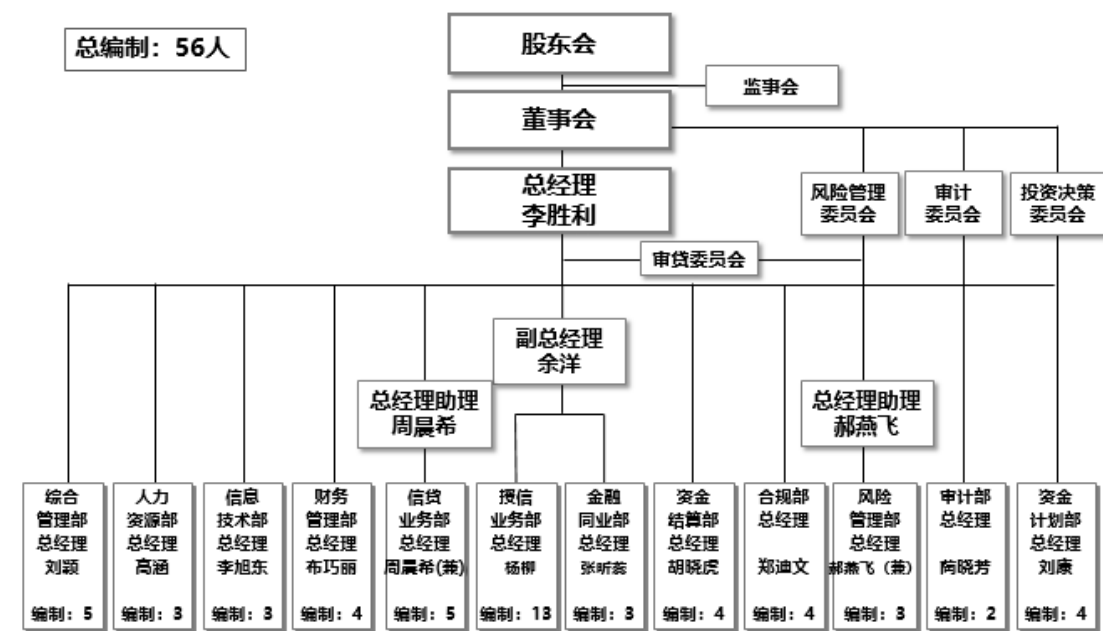 总编制：56人
股东会
监事会
董事会
总经理
李胜利
风险管理
委员会
审计
委员会
投资决策
委员会
审贷委员会
副总经理
余洋
总经理助理
周晨希
总经理助理
郝燕飞
综合
管理部
总经理
刘颖
编制：5
人力
资源部
总经理
高涵
编制：3
信息
技术部
总经理
李旭东
编制：3
财务
管理部
总经理
布巧丽
编制：4
信贷
业务部
总经理
周晨希(兼)
编制：5
授信
业务部
总经理
杨柳
编制：13
金融
同业部
总经理
张昕蕊
编制：3
资金
结算部
总经理
胡晓虎
编制：4
合规部
总经理
郑迪文
编制：4
风险
管理部
总经理
郝燕飞（兼）
编制：3
审计部
总经理
蔄晓芳
编制：2
资金
计划部
总经理
刘康
编制：4